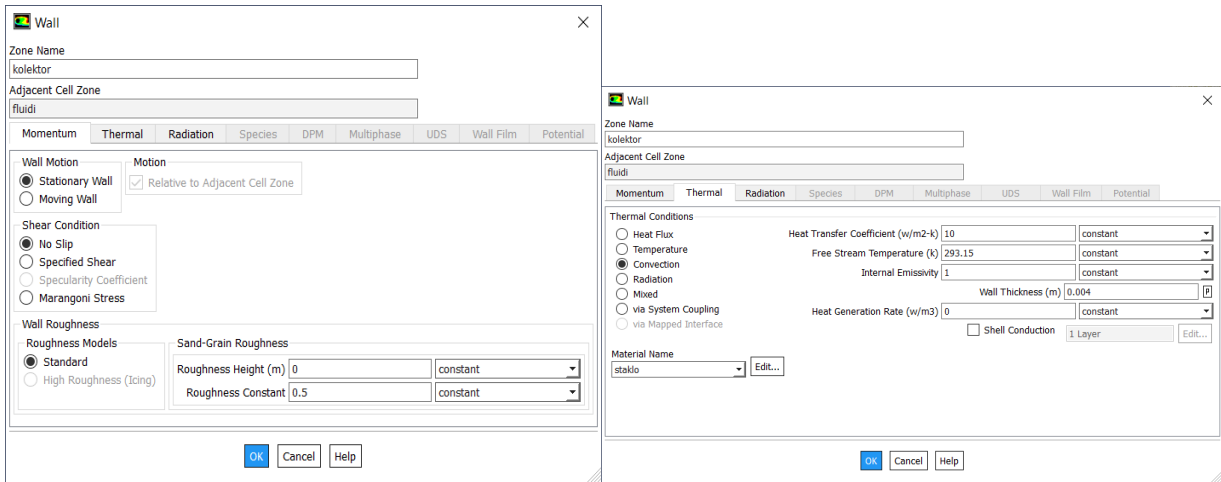 Wall
Zone Name
kolektor
Adjacent Cell Zone
fluidi
Momentum Thermal Radiation Species DPM Multiphase UDS Wall Film Potential
Wall Motion Motion
Stationary Wall Relative to Adjacent Cell Zone
Moving Wall
Shear Condition
No Slip
Specified Shear
Specularity Coefficient
Marangoni Stress
Wall Roughness
Roughness Models Sand-Grain Roughness
Standard Roughness Height (m) 0 constant
High Roughness (Icing) Roughness Constant 0.5 constant
OK Cancel Help
Wall
Zone Name
kolektor
Adjacent Cell Zone
fluidi
Momentum Thermal Radiation Species DPM Multiphase UDS Wall Film Potential
Thermal Conditions
Heat Flux Heat Transfer Coefficient (w/m2-k) 10 constant
Temperature Free Stream Temperature (k) 293.15 constant
Convection Internal Emissivity 1 constant
Radiation Wall Thickness (m) 0.004 P
Mixed
via System Coupling Heat Generation Rate (w/m3) 0 constant
via Mapped Interface Shell Conduction 1 Layer Edit...
Material Name
staklo Edit...
OK Cancel Help